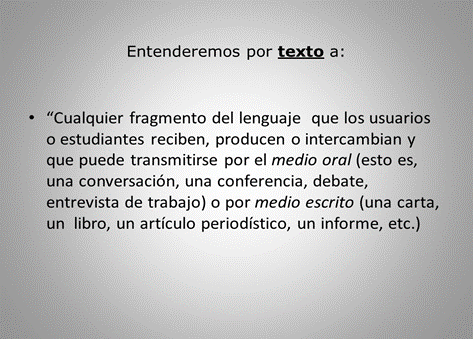 Entenderemos por texto a:
• “Cualquier fragmento del lenguaje que los usuarios
o estudiantes reciben, producen o intercambian y
que puede transmitirse por el medio oral (esto es,
una conversación, una conferencia, debate,
entrevista de trabajo) o por medio escrito (una carta,
un libro, un artículo periodístico, un informe, etc.)